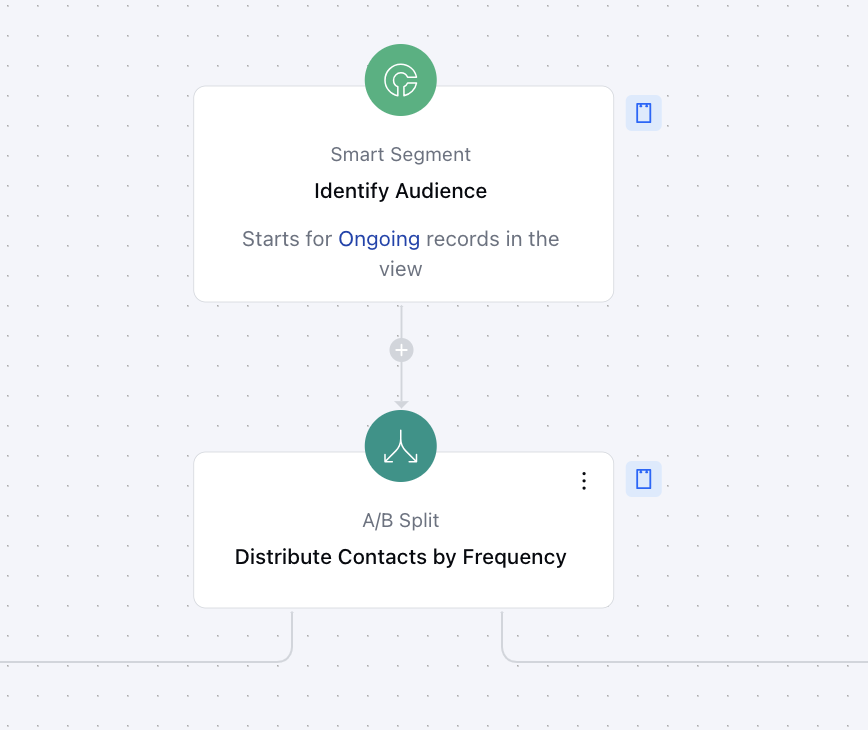 Smart Segment
Identify Audience
Starts for Ongoing records in the
view
A/B Split
Distribute Contacts by Frequency